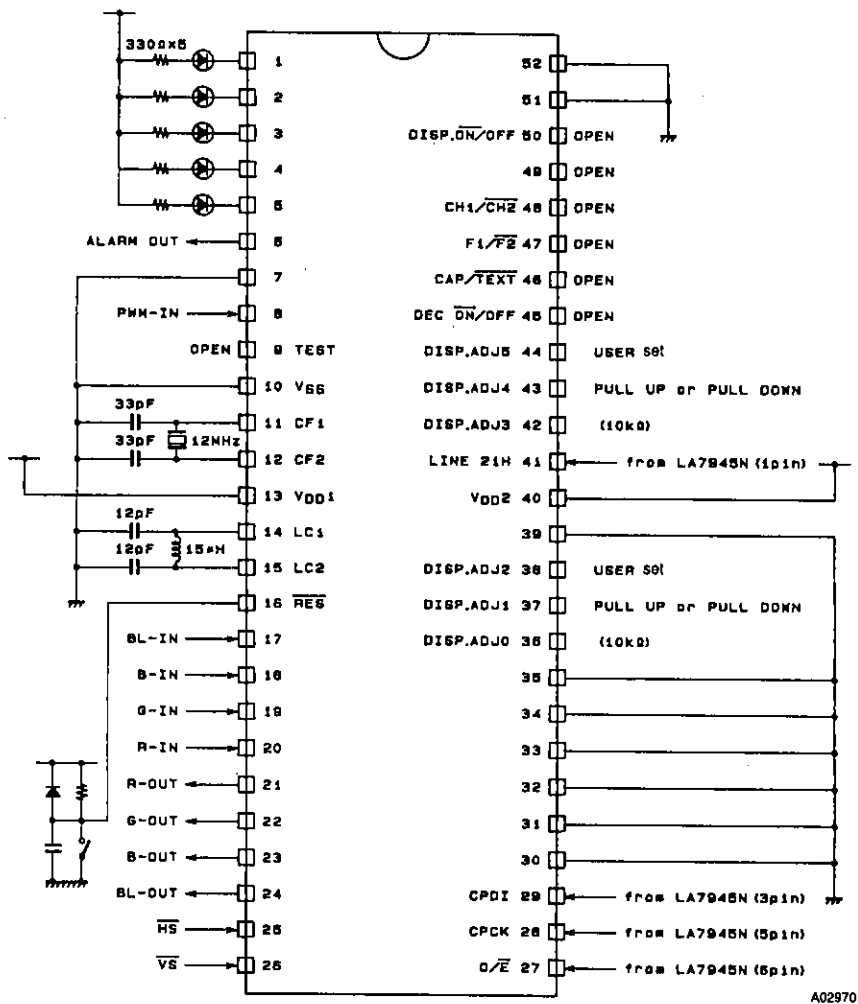 330Ω×5
1
2
3
4
5
ALARM OUT 6
7
PWM-IN 8
OPEN 9 TEST
10 VSS
33pF 11 CF1
33pF 12MHz 12 CF2
13 VDD1
12pF 14 LC1
12pF 15μH 15 LC2
16 RES
BL-IN 17
B-IN 18
G-IN 19
R-IN 20
R-OUT 21
G-OUT 22
B-OUT 23
BL-OUT 24
HS 25
VS 26
52
51
DISP.ON/OFF 50 OPEN
49 OPEN
CH1/CH2 48 OPEN
F1/F2 47 OPEN
CAP/TEXT 46 OPEN
DEC ON/OFF 45 OPEN
DISP.ADJ5 44 USER set
DISP.ADJ4 43 PULL UP or PULL DOWN
DISP.ADJ3 42 (10kΩ)
LINE 21H 41 from LA7945N (1pin)
VDD2 40
39
DISP.ADJ2 38 USER set
DISP.ADJ1 37 PULL UP or PULL DOWN
DISP.ADJ0 36 (10kΩ)
35
34
33
32
31
30
CPDI 29 from LA7945N (3pin)
CPCK 28 from LA7945N (5pin)
O/E 27 from LA7945N (6pin)
A02970